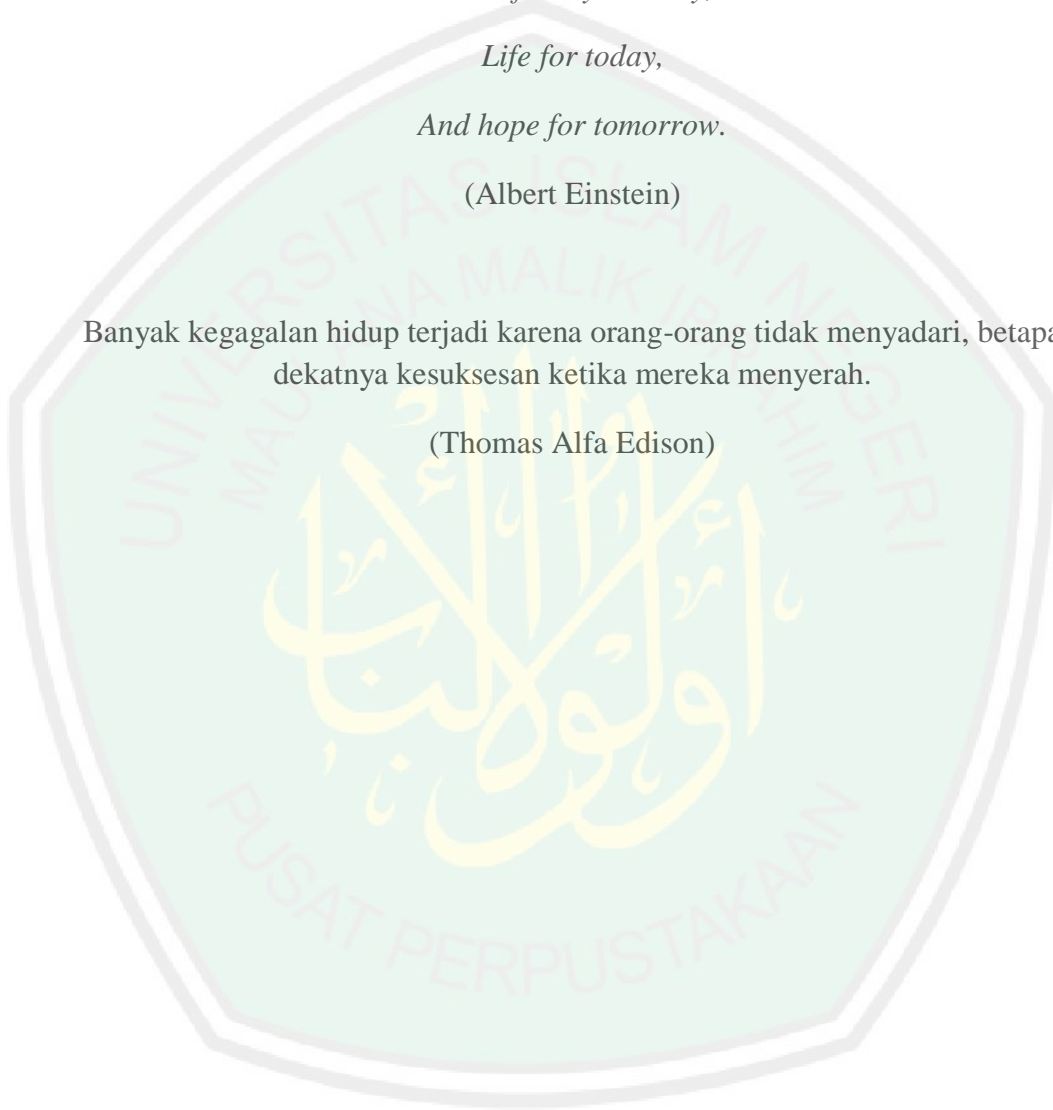 Life for today,
And hope for tomorrow.
(Albert Einstein)
Banyak kegagalan hidup terjadi karena orang-orang tidak menyadari, betapa
dekatnya kesuksesan ketika mereka menyerah.
(Thomas Alfa Edison)
UNIVERSITAS ISLAM NEGERI
MAULANA MALIK IBRAHIM
أولو الألباب
PUSAT PERPUSTAKAAN